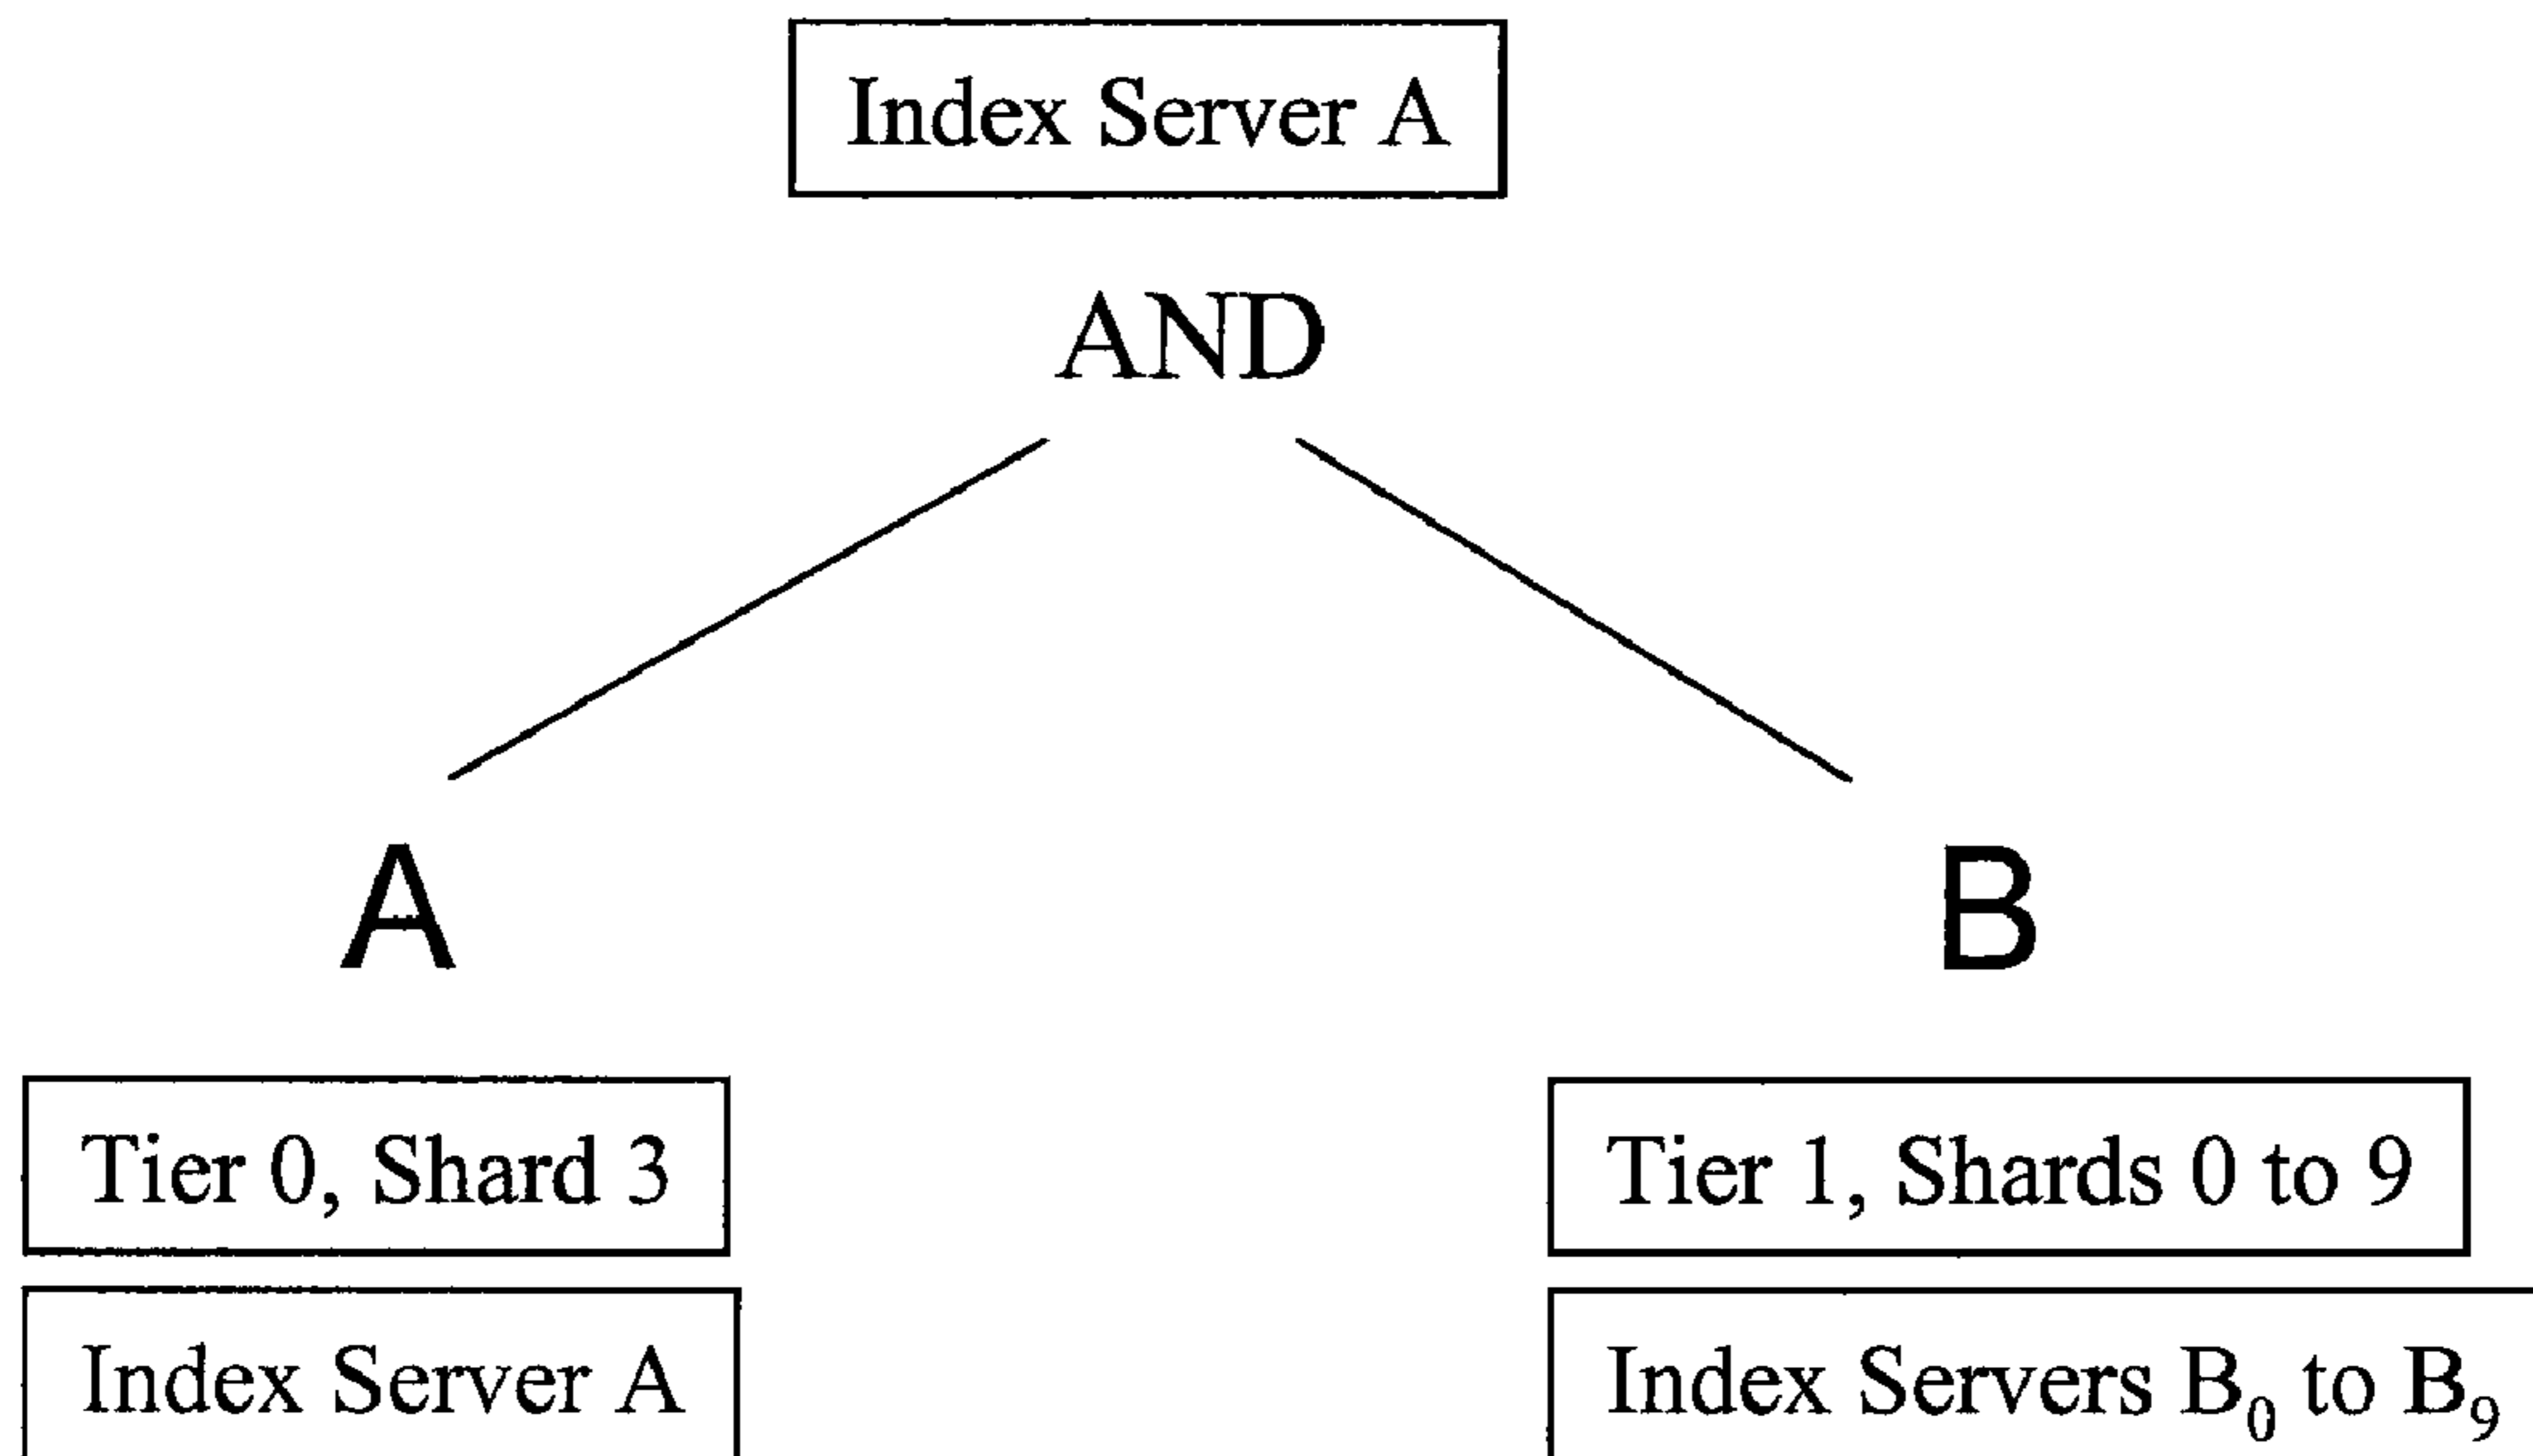 Index Server A
AND
A
B
Tier 0, Shard 3
Tier 1, Shards 0 to 9
Index Server A
Index Servers B₀ to B₉